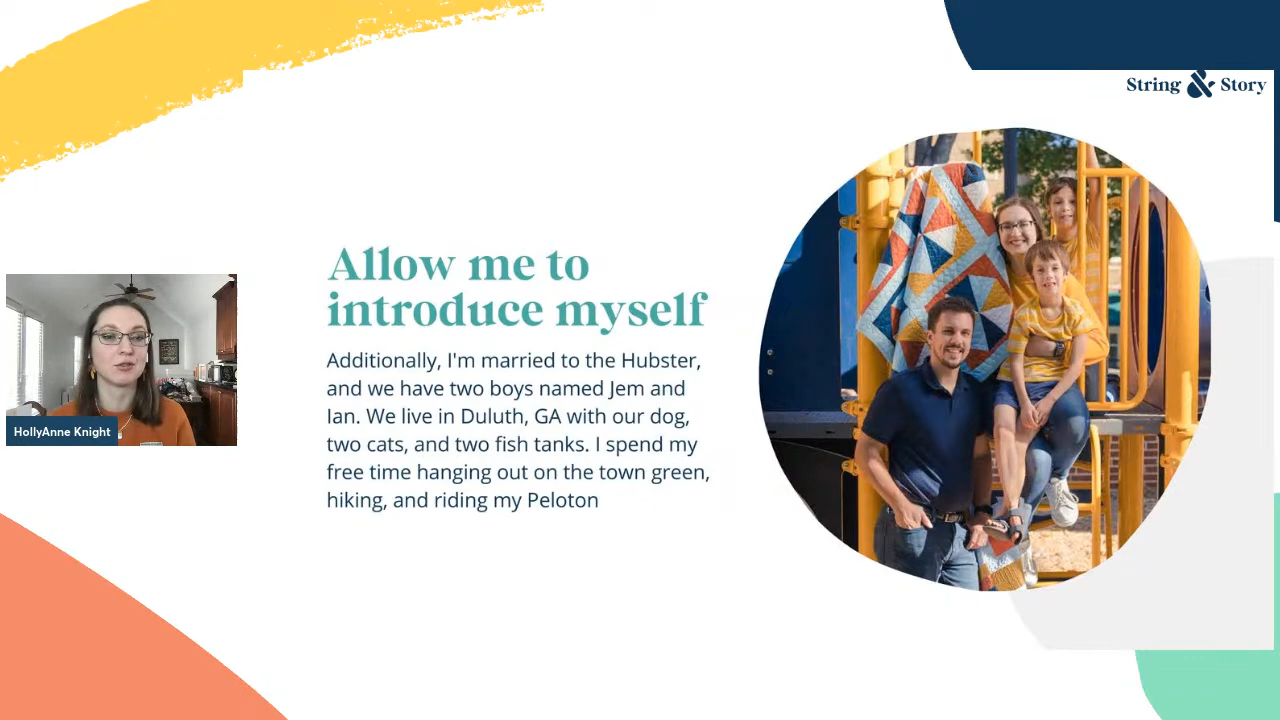 String & Story
Allow me to
introduce myself
Additionally, I'm married to the Hubster,
and we have two boys named Jem and
Ian. We live in Duluth, GA with our dog,
two cats, and two fish tanks. I spend my
free time hanging out on the town green,
hiking, and riding my Peloton
HollyAnne Knight